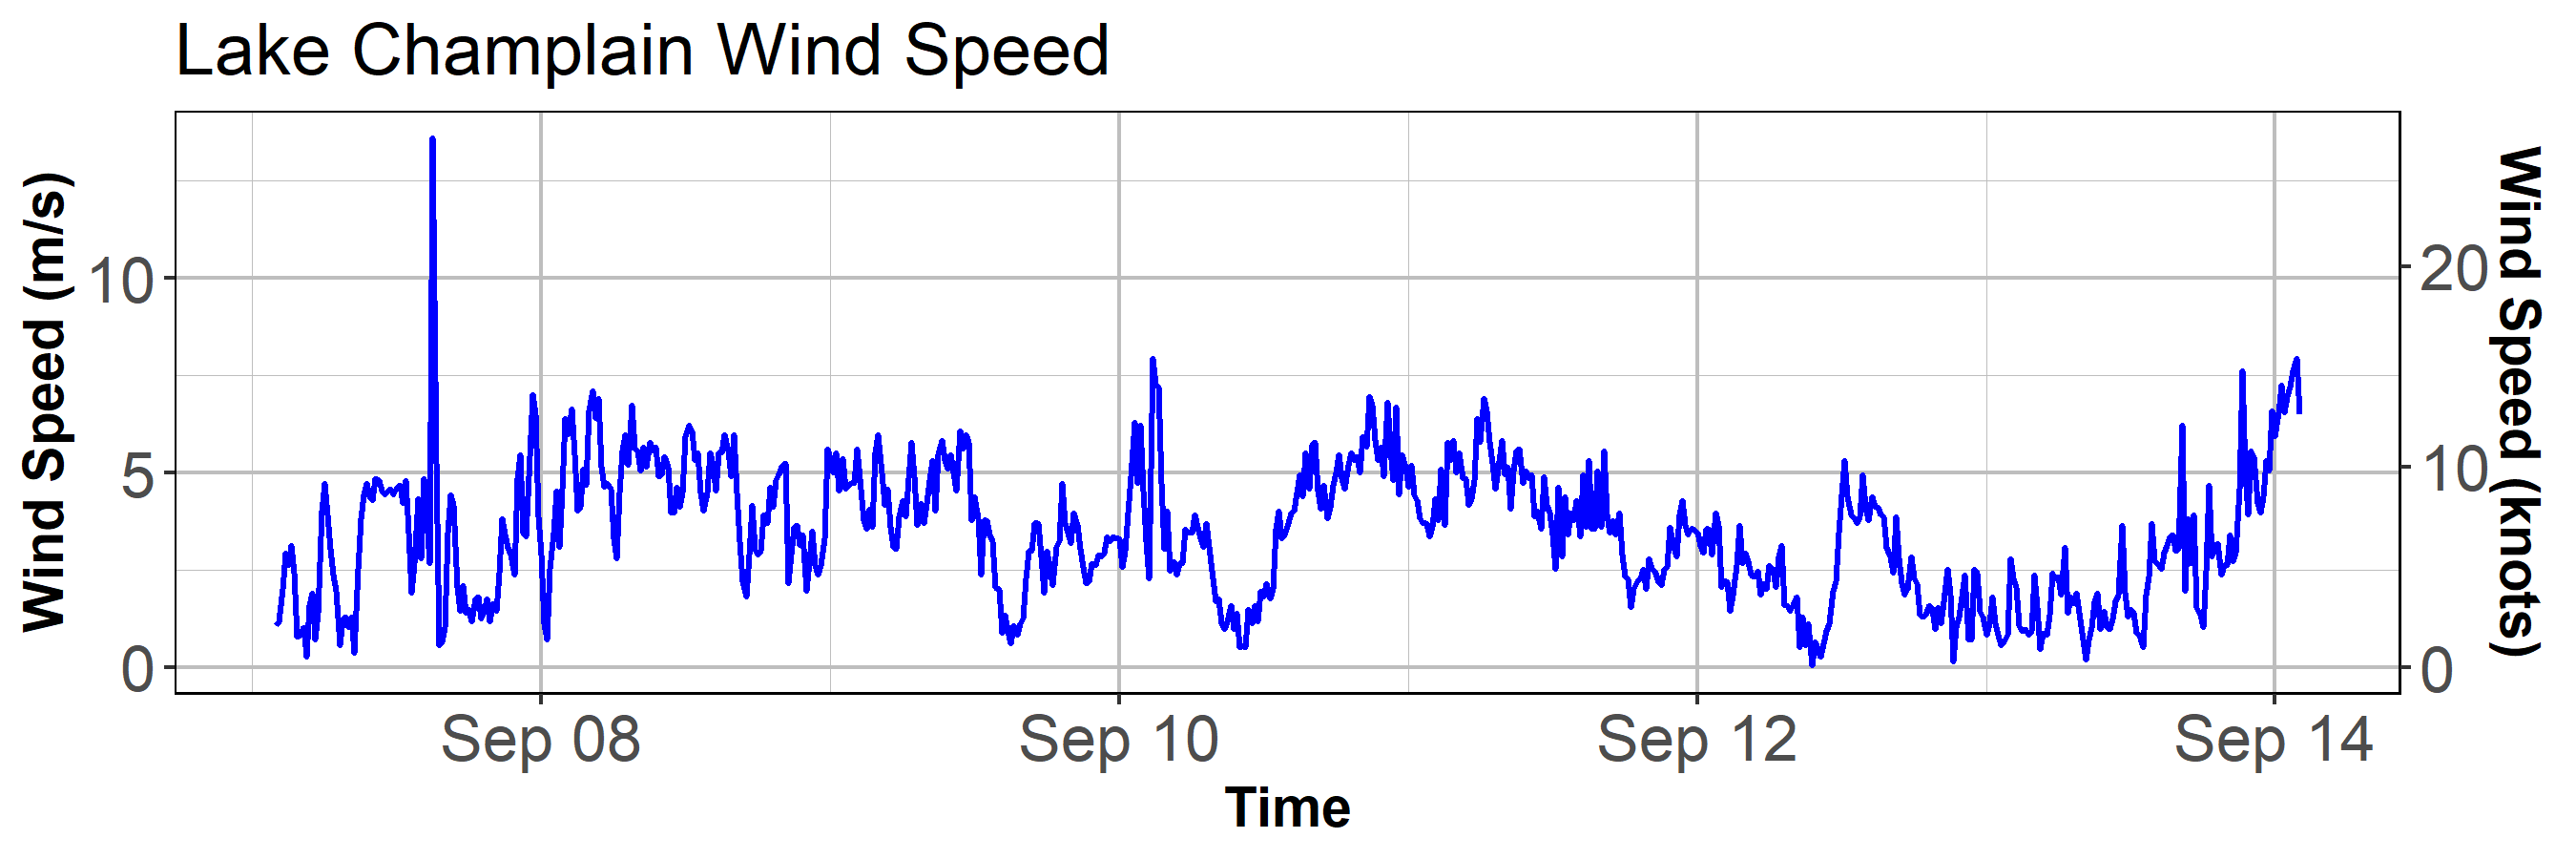 Lake Champlain Wind Speed
Wind Speed (m/s)
10
5
0
20
10
0
Wind Speed (knots)
Sep 08
Sep 10
Sep 12
Sep 14
Time